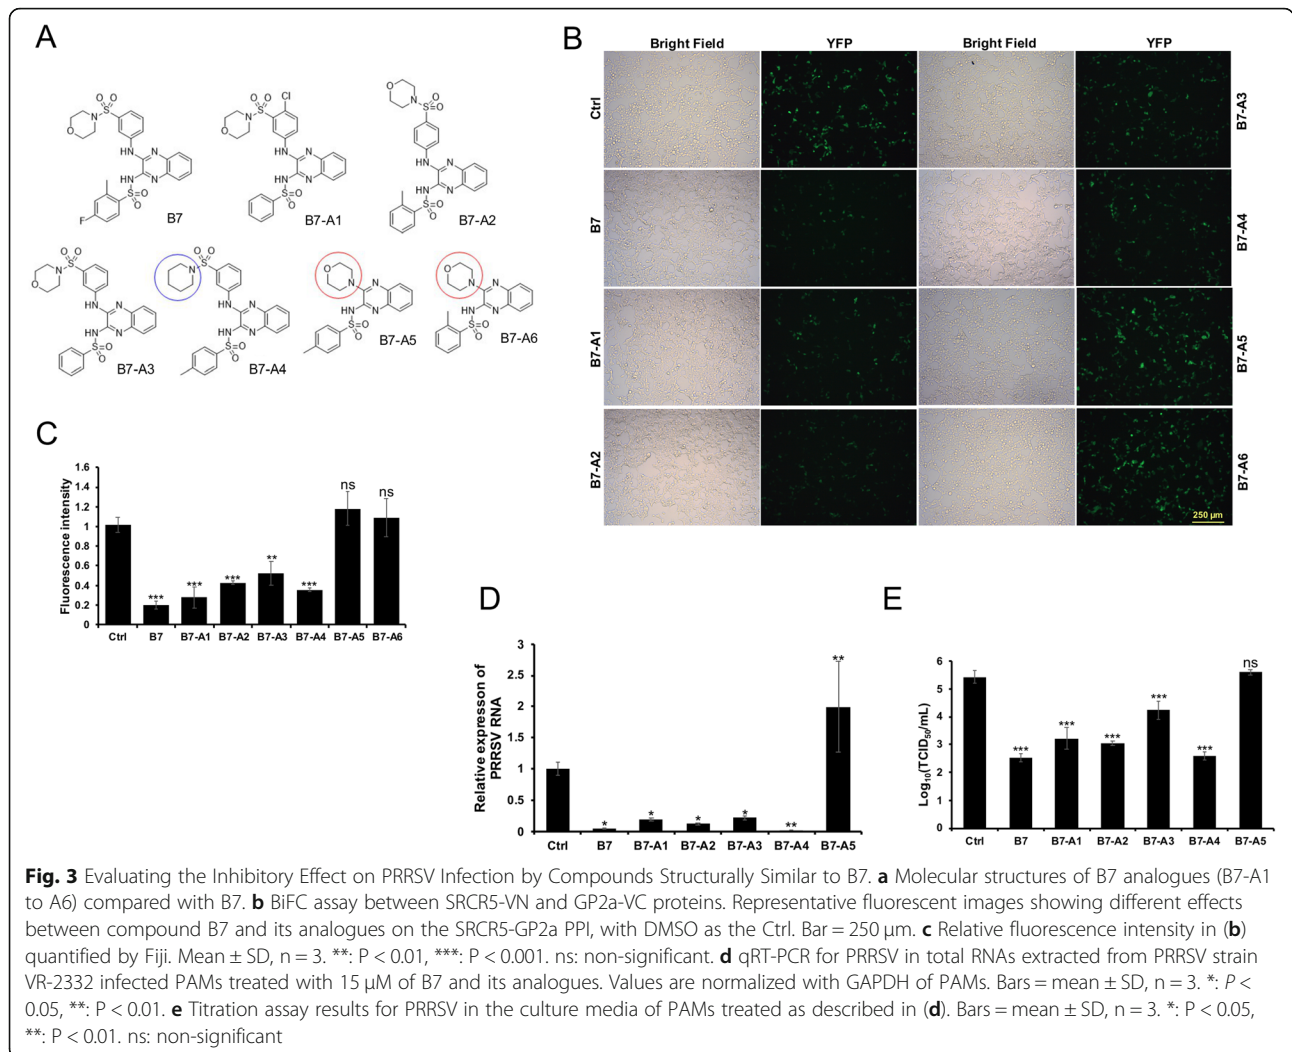 A
B
Bright Field
YFP
Bright Field
YFP
Ctrl
B7
B7-A1
B7-A2
B7-A3
B7-A4
B7-A5
B7-A6
250 µm
B7
B7-A1
B7-A2
B7-A3
B7-A4
B7-A5
B7-A6
C
Fluorescence intensity
1.6
1.4
1.2
1
0.8
0.6
0.4
0.2
0
***
***
***
**
***
ns
ns
Ctrl B7 B7-A1 B7-A2 B7-A3 B7-A4 B7-A5 B7-A6
D
Relative expresson of
PRRSV RNA
3
2.5
2
1.5
1
0.5
0
*
*
*
*
**
**
Ctrl B7 B7-A1 B7-A2 B7-A3 B7-A4 B7-A5
E
Log10(TCID50/mL)
6
5
4
3
2
1
0
***
***
***
***
***
ns
Ctrl B7 B7-A1 B7-A2 B7-A3 B7-A4 B7-A5
Fig. 3 Evaluating the Inhibitory Effect on PRRSV Infection by Compounds Structurally Similar to B7. a Molecular structures of B7 analogues (B7-A1
to A6) compared with B7. b BiFC assay between SRCR5-VN and GP2a-VC proteins. Representative fluorescent images showing different effects
between compound B7 and its analogues on the SRCR5-GP2a PPI, with DMSO as the Ctrl. Bar = 250 µm. c Relative fluorescence intensity in (b)
quantified by Fiji. Mean ± SD, n = 3. **: P < 0.01, ***: P < 0.001. ns: non-significant. d qRT-PCR for PRRSV in total RNAs extracted from PRRSV strain
VR-2332 infected PAMs treated with 15 µM of B7 and its analogues. Values are normalized with GAPDH of PAMs. Bars = mean ± SD, n = 3. *: P <
0.05, **: P < 0.01. e Titration assay results for PRRSV in the culture media of PAMs treated as described in (d). Bars = mean ± SD, n = 3. *: P < 0.05,
**: P < 0.01. ns: non-significant